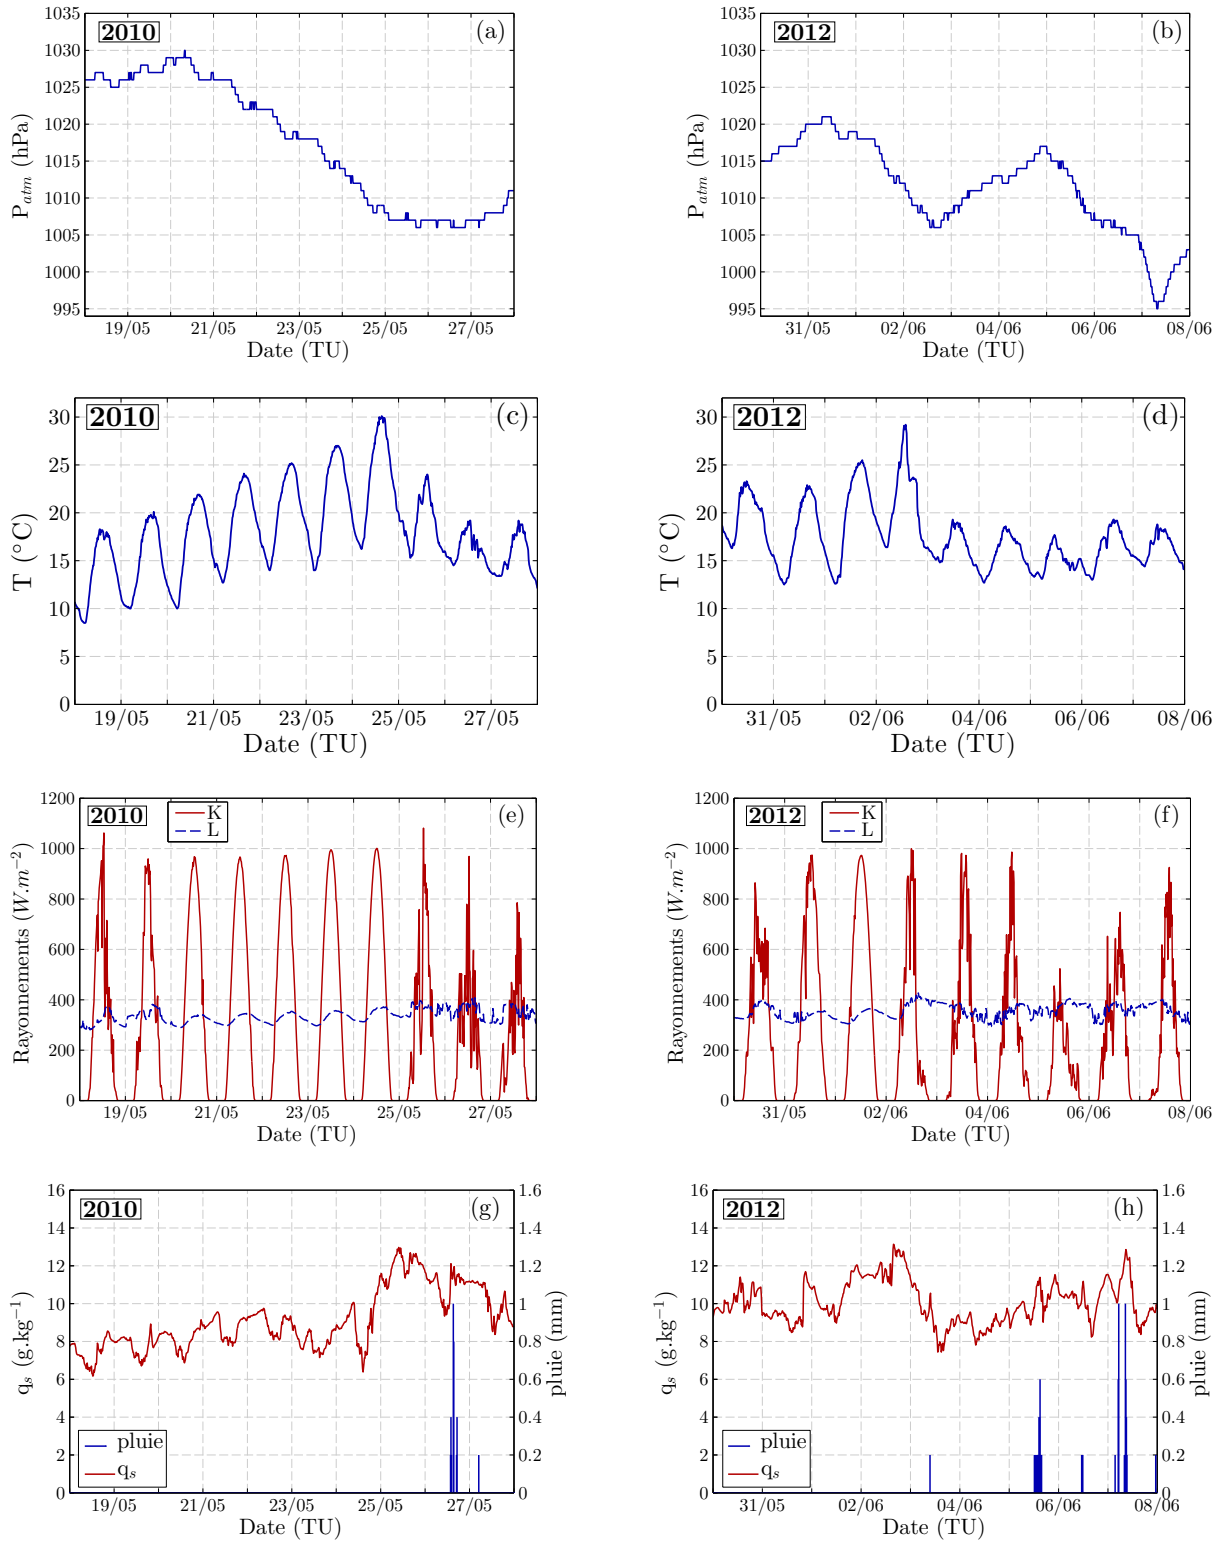 2010
(a)
1035
1030
1025
1020
1015
1010
1005
1000
995
P_atm (hPa)
19/05 21/05 23/05 25/05 27/05
Date (TU)
2012
(b)
1035
1030
1025
1020
1015
1010
1005
1000
995
P_atm (hPa)
31/05 02/06 04/06 06/06 08/06
Date (TU)
2010
(c)
30
25
20
15
10
5
0
T (°C)
19/05 21/05 23/05 25/05 27/05
Date (TU)
2012
(d)
30
25
20
15
10
5
0
T (°C)
31/05 02/06 04/06 06/06 08/06
Date (TU)
2010
K
L
(e)
1200
1000
800
600
400
200
0
Rayonnements (W.m⁻²)
19/05 21/05 23/05 25/05 27/05
Date (TU)
2012
K
L
(f)
1200
1000
800
600
400
200
0
Rayonnements (W.m⁻²)
31/05 02/06 04/06 06/06 08/06
Date (TU)
2010
(g)
16
14
12
10
8
6
4
2
0
q_s (g.kg⁻¹)
1.6
1.4
1.2
1
0.8
0.6
0.4
0.2
0
pluie (mm)
pluie
q_s
19/05 21/05 23/05 25/05 27/05
Date (TU)
2012
(h)
16
14
12
10
8
6
4
2
0
q_s (g.kg⁻¹)
1.6
1.4
1.2
1
0.8
0.6
0.4
0.2
0
pluie (mm)
pluie
q_s
31/05 02/06 04/06 06/06 08/06
Date (TU)